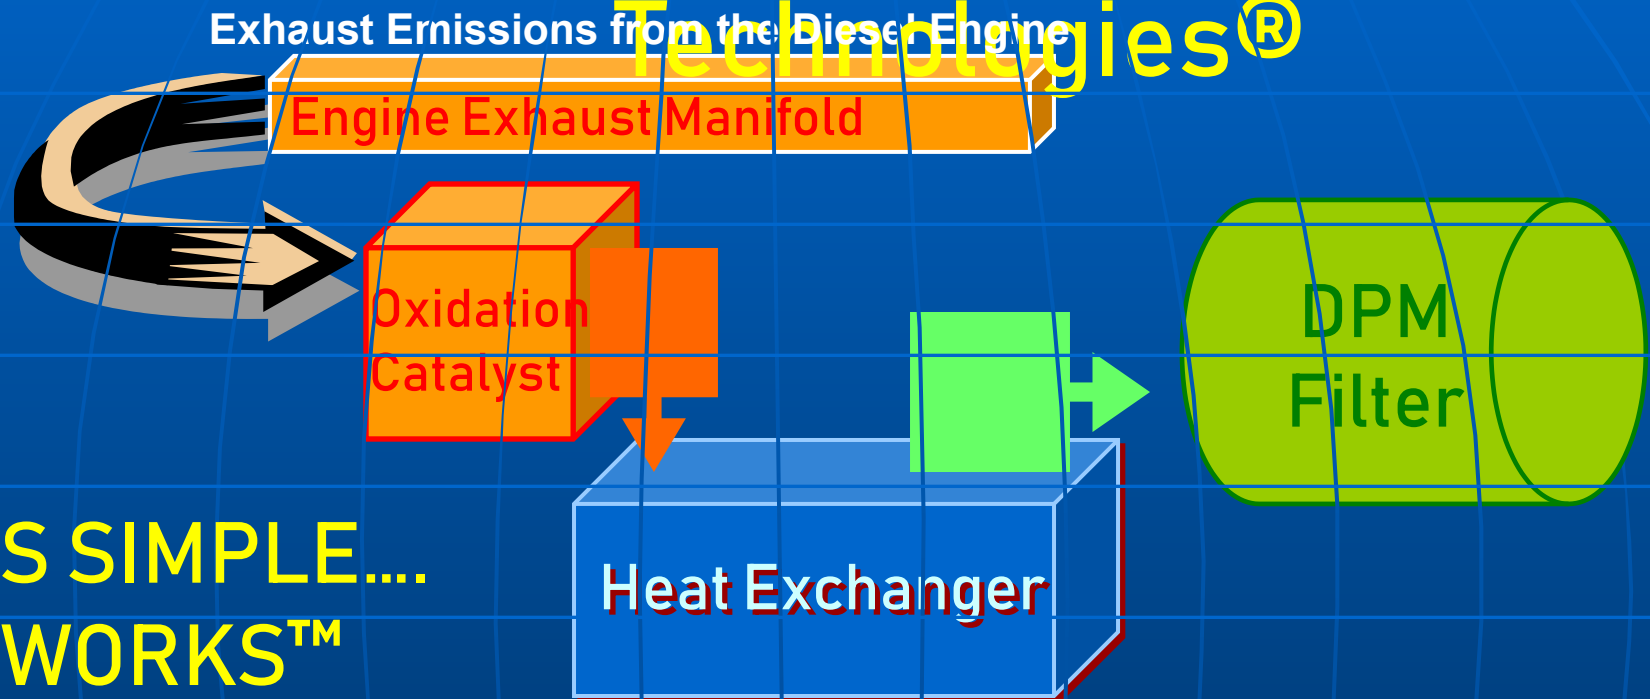 Technologies®
Exhaust Emissions from the Diesel Engine
Engine Exhaust Manifold
Oxidation
Catalyst
DPM
Filter
Heat Exchanger
S SIMPLE....
WORKS™